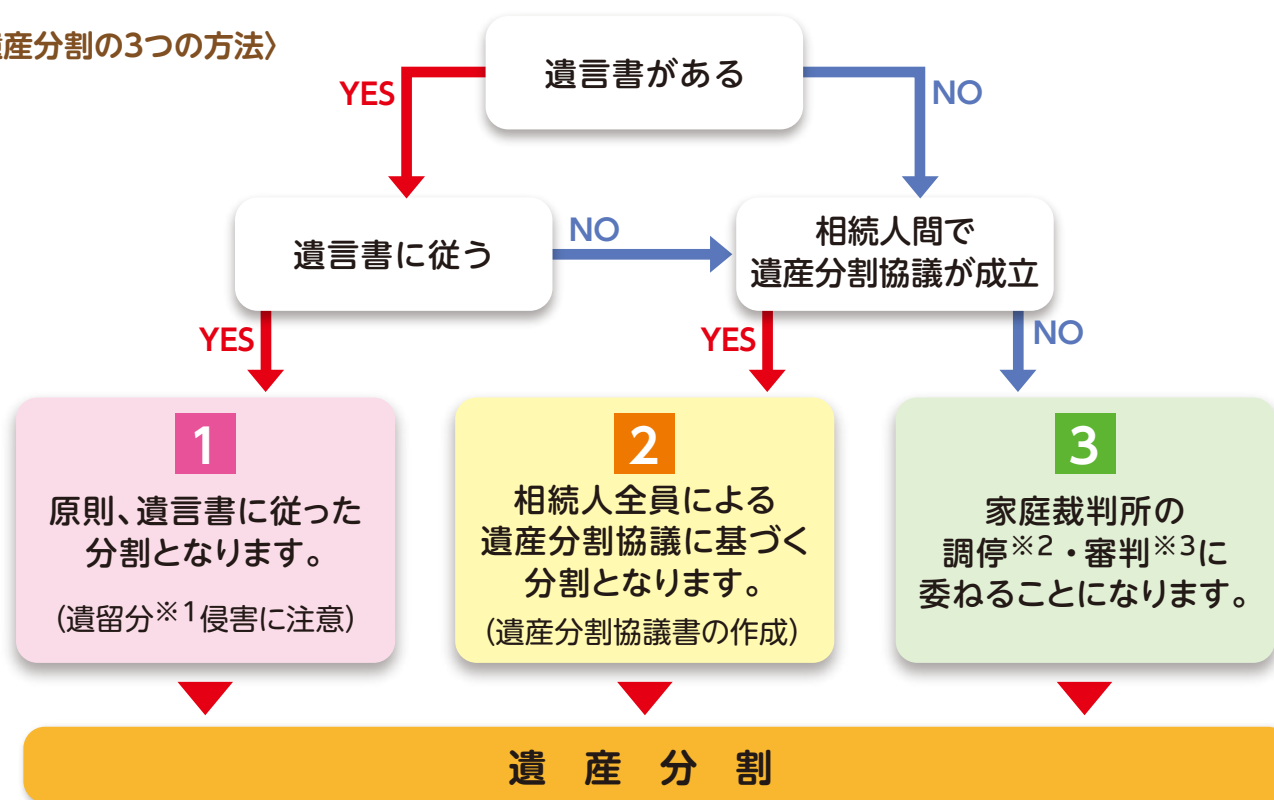 産分割の3つの方法〉
遺言書がある
YES
NO
遺言書に従う
NO
相続人間で
遺産分割協議が成立
YES
YES
NO
1
原則、遺言書に従った
分割となります。
(遺留分※1侵害に注意)
2
相続人全員による
遺産分割協議に基づく
分割となります。
(遺産分割協議書の作成)
3
家庭裁判所の
調停※2・審判※3に
委ねることになります。
遺産分割